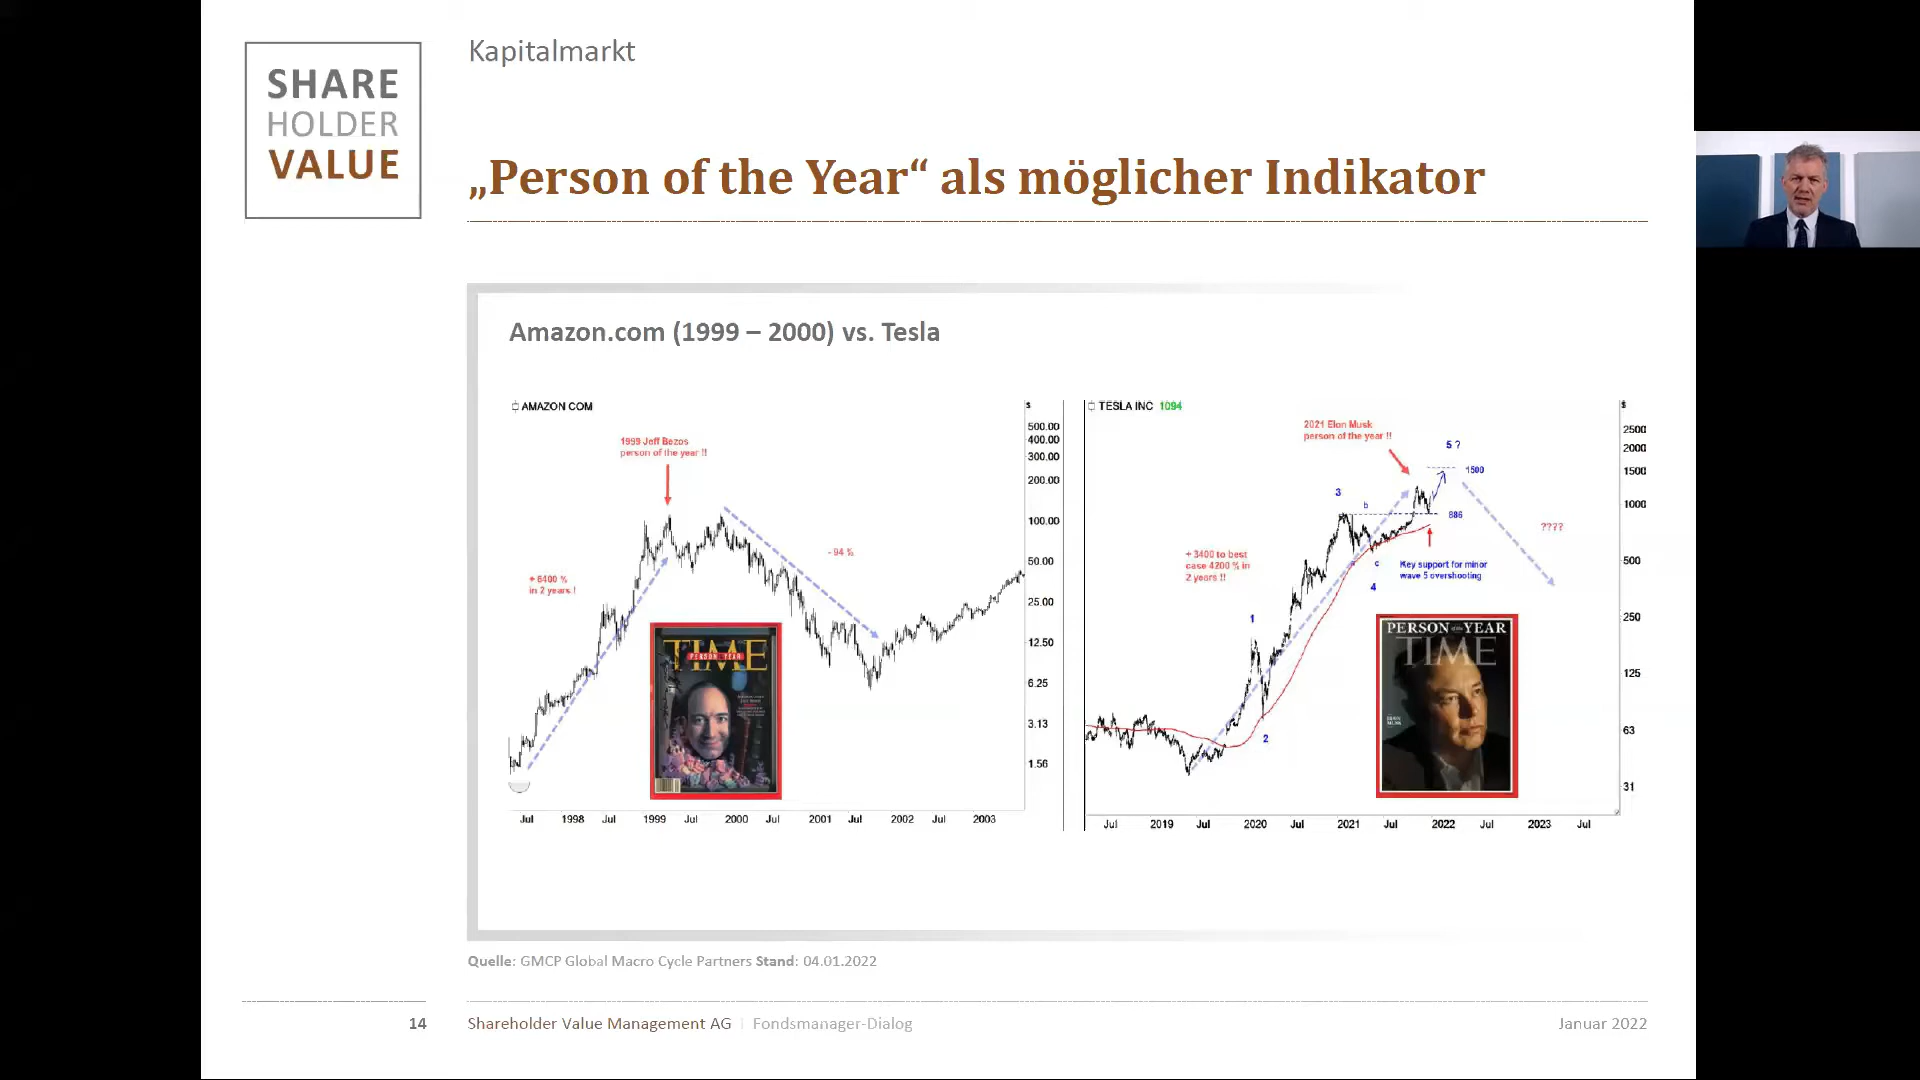 SHARE
HOLDER
VALUE
Kapitalmarkt
„Person of the Year“ als möglicher Indikator
Amazon.com (1999 – 2000) vs. Tesla
AMAZON COM
$
1999 Jeff Bezos
person of the year !!
500.00
400.00
300.00
200.00
100.00
50.00
25.00
12.50
6.25
3.13
1.56
- 94 %
+ 6400 %
in 2 years !
TIME
PERSON OF THE YEAR
Jul
1998
Jul
1999
Jul
2000
Jul
2001
Jul
2002
Jul
2003
TESLA INC 1094
$
2021 Elon Musk
person of the year !!
5 ?
1500
3
b
886
????
+ 3400 to best
case 4200 % in
2 years !!
a
c
Key support for minor
wave 5 overshooting
4
1
2
PERSON of the YEAR
TIME
ELON
MUSK
2500
2000
1500
1000
500
250
125
63
31
Jul
2019
Jul
2020
Jul
2021
Jul
2022
Jul
2023
Jul
Quelle: GMCP Global Macro Cycle Partners Stand: 04.01.2022
14
Shareholder Value Management AG | Fondsmanager-Dialog
Januar 2022